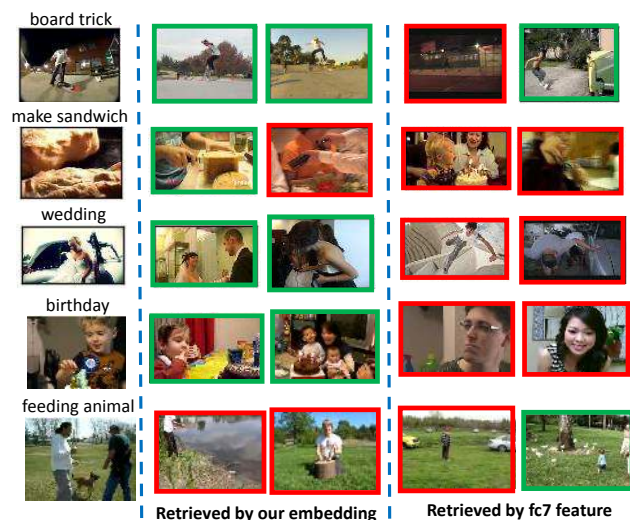 board trick
make sandwich
wedding
birthday
feeding animal
Retrieved by our embedding
Retrieved by fc7 feature